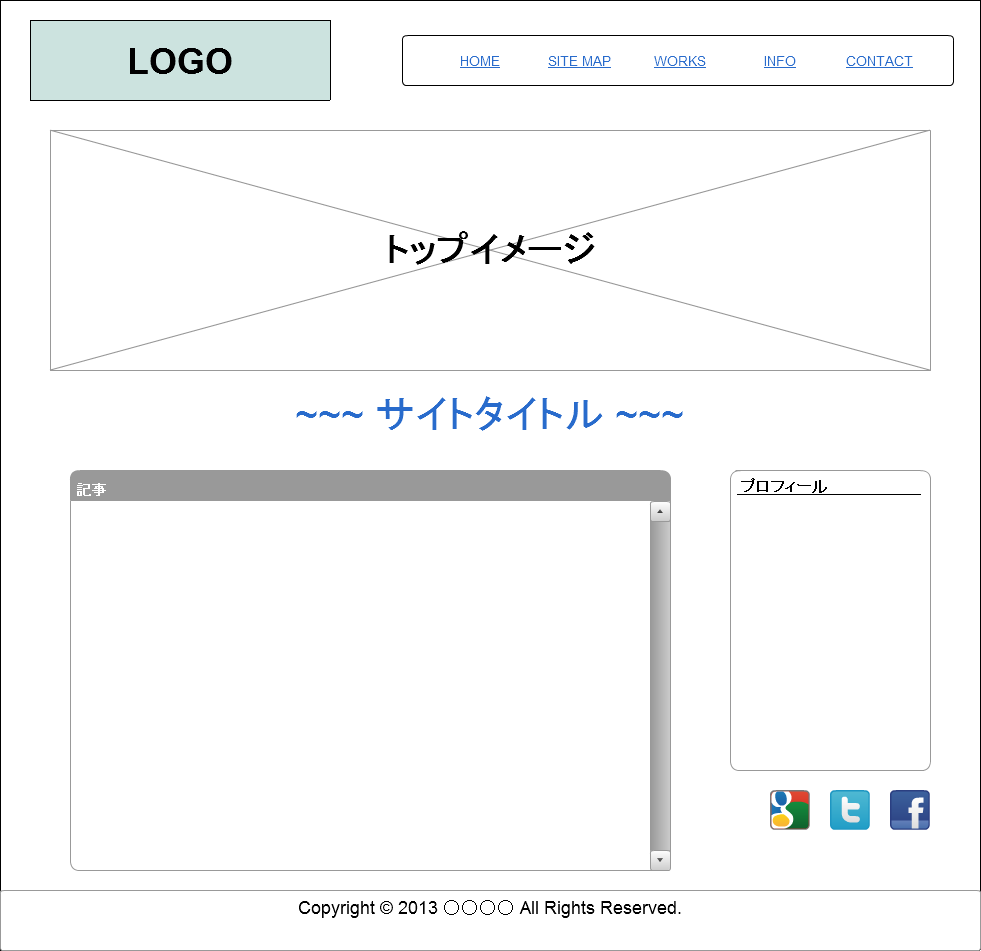 LOGO
HOME SITE MAP WORKS INFO CONTACT
トップイメージ
~~~ サイトタイトル ~~~
記事
プロフィール
Copyright © 2013 〇〇〇〇 All Rights Reserved.